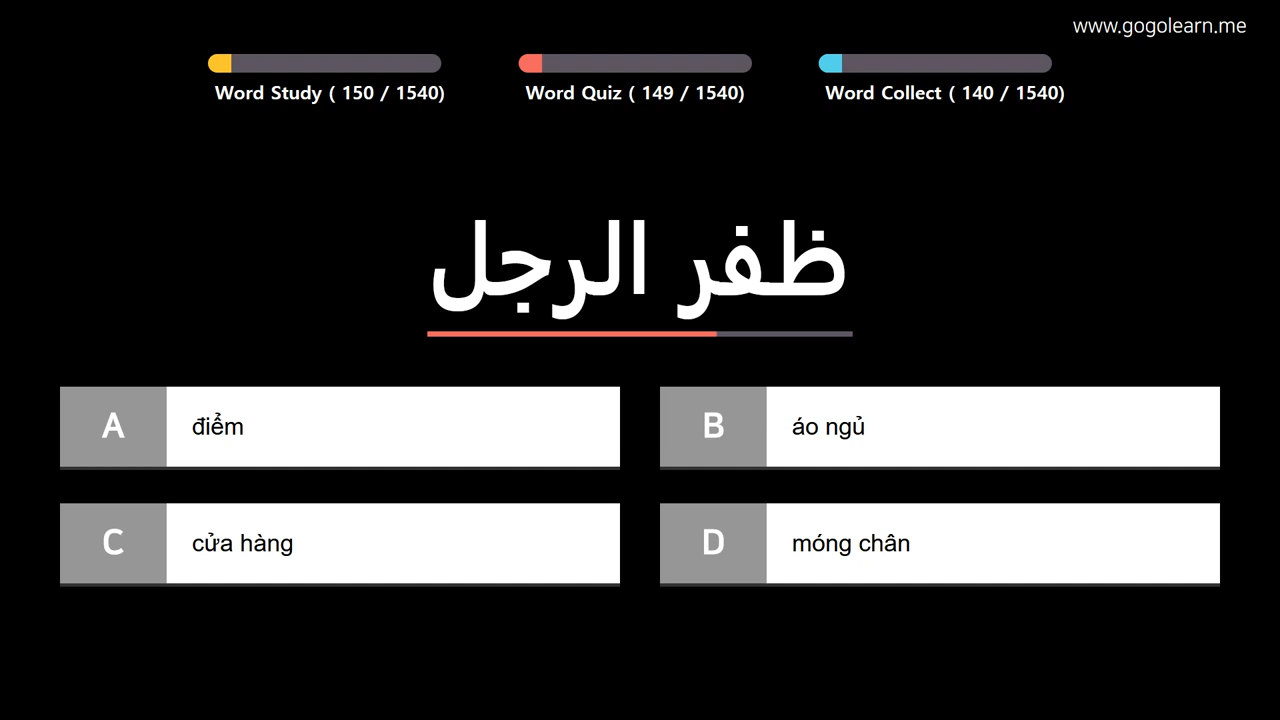 www.gogolearn.me
Word Study ( 150 / 1540)
Word Quiz ( 149 / 1540)
Word Collect ( 140 / 1540)
ظفر الرجل
A điểm
B áo ngủ
C cửa hàng
D móng chân